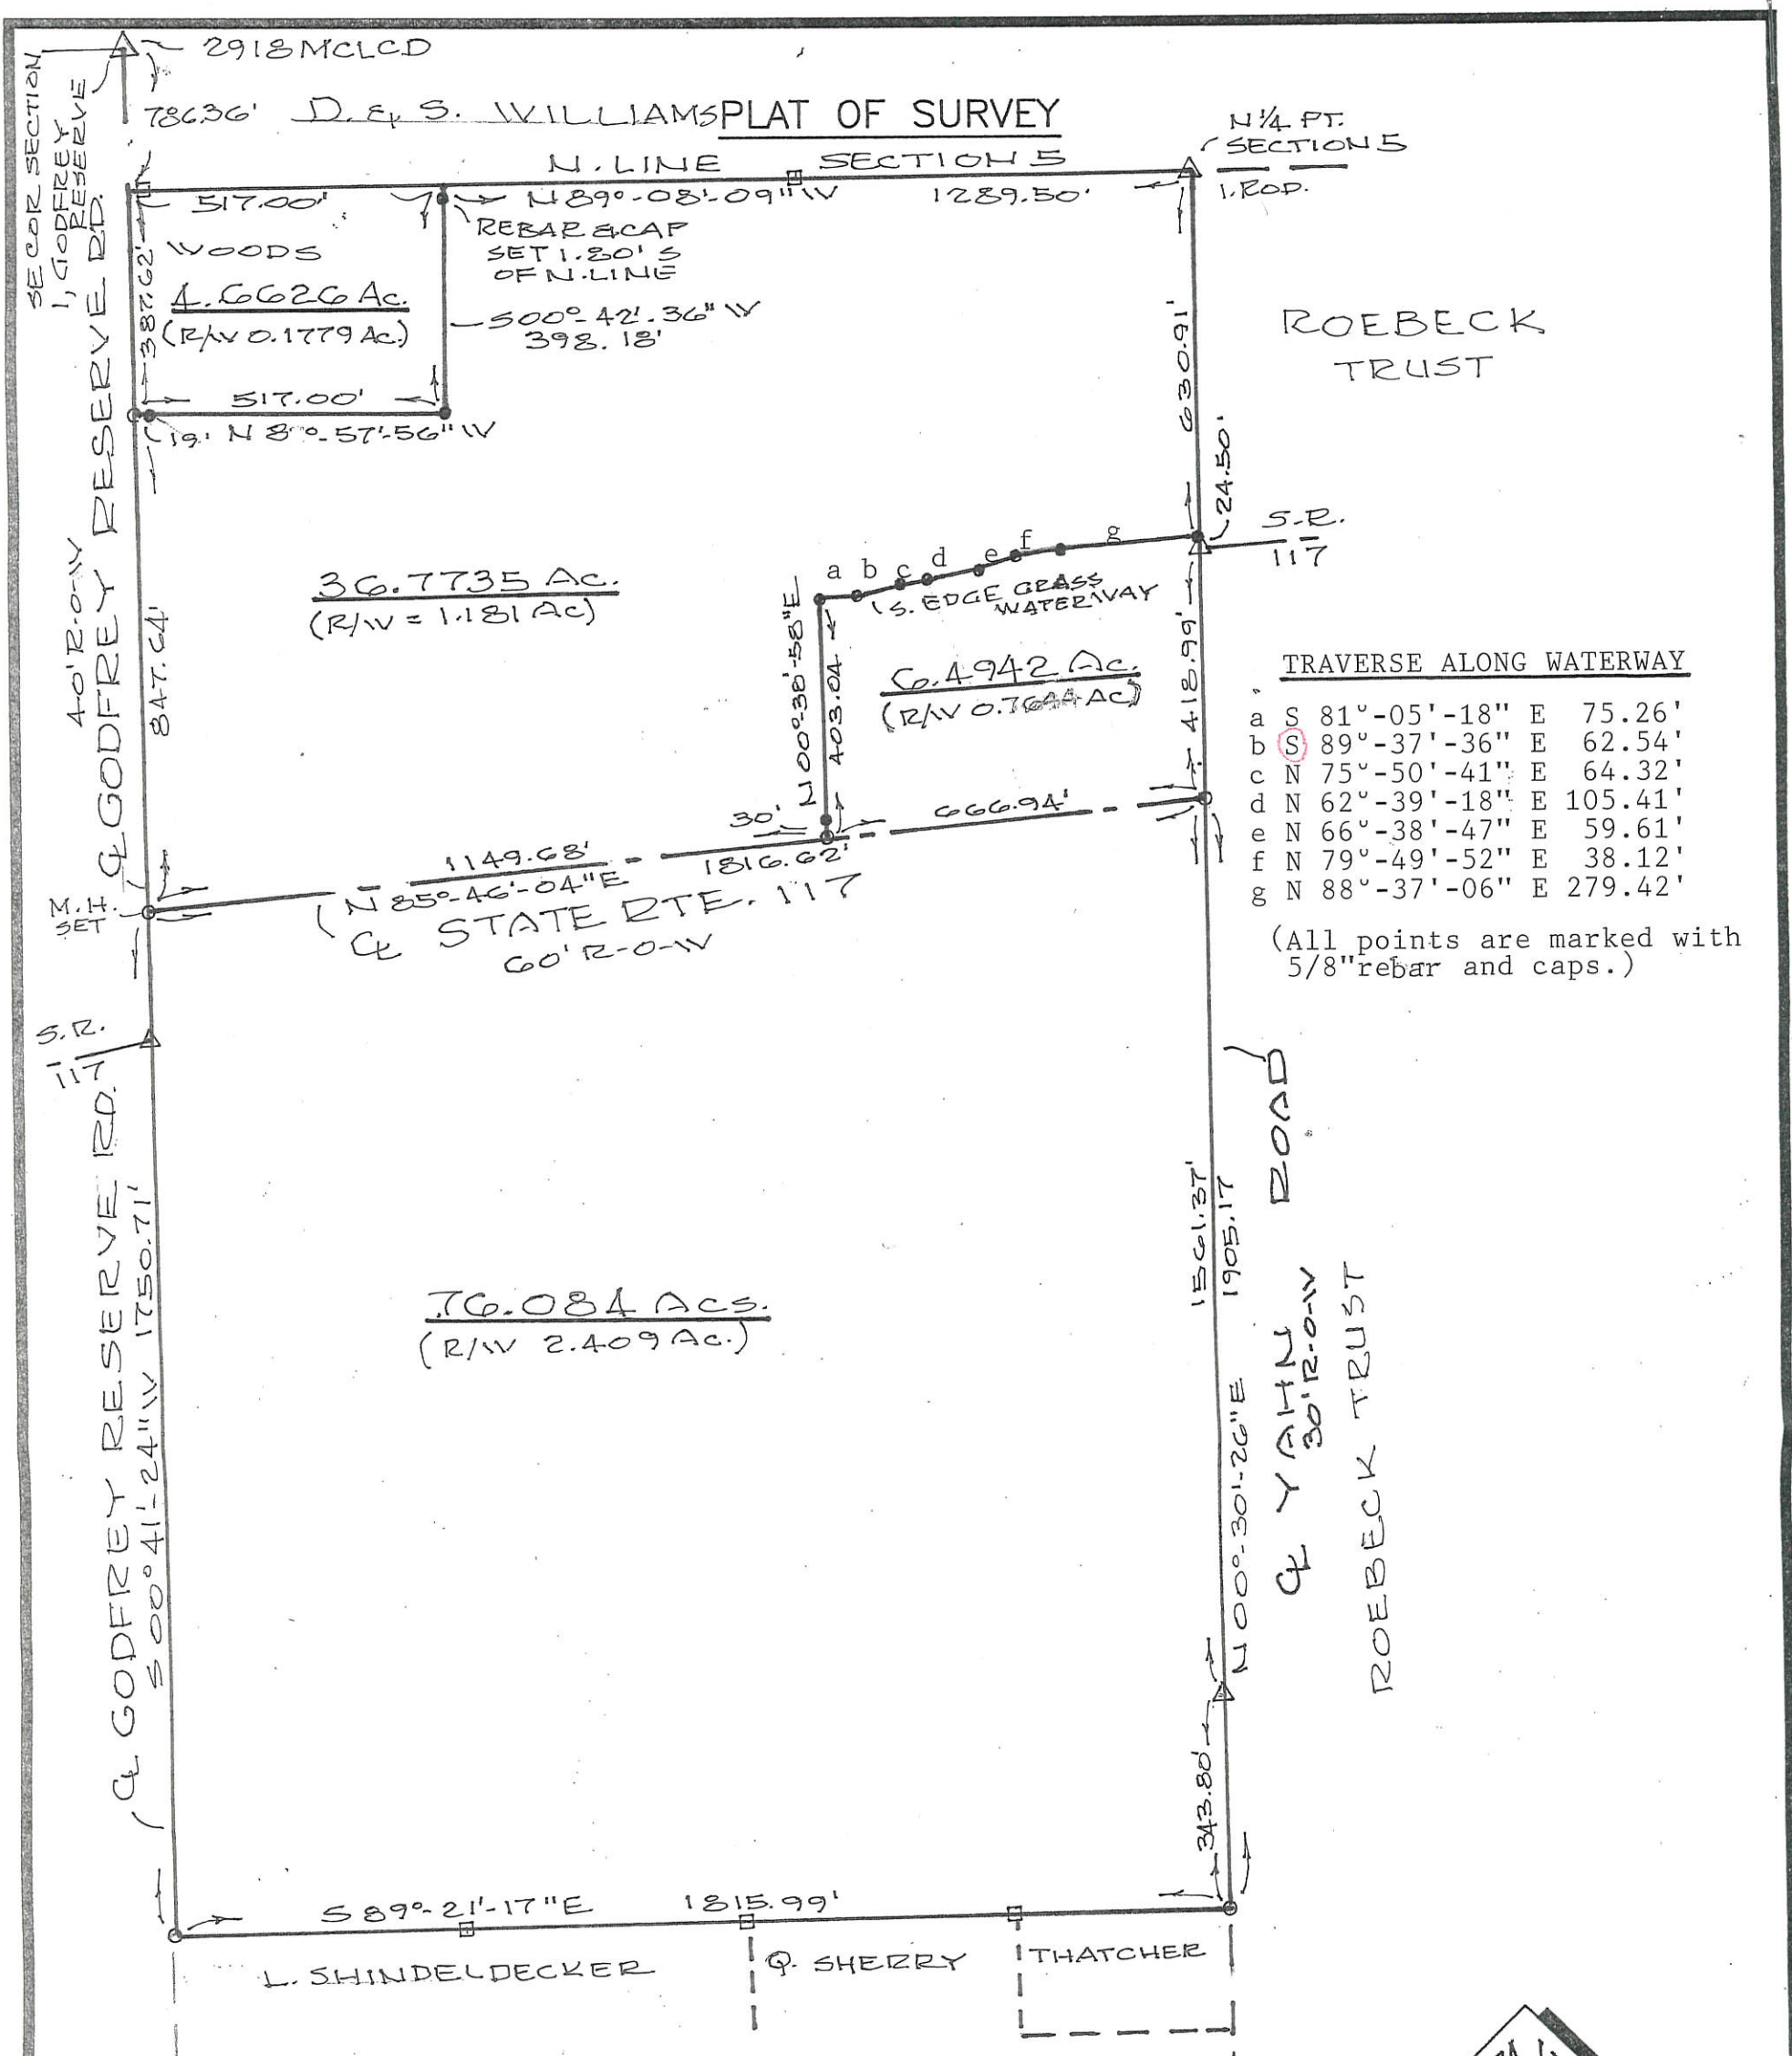 2918 MCLCD
SE COR SECTION
1, GODFREY
RESERVE
786.36' D. & S. WILLIAMS PLAT OF SURVEY
N 1/4 PT.
SECTION 5
1. ROD.
N. LINE SECTION 5
517.00' N 89°-08'-09" W 1289.50'
REBAR & CAP
SET 1.80' S
OF N. LINE
WOODS
4.6626 Ac.
(R/W 0.1779 Ac.)
387.62'
S00°-42'.36" W
398.18'
517.00'
19' N 8 °-57'-56" W
630.91'
ROEBECK
TRUST
24.50'
S.R.
117
℄ GODFREY RESERVE RD.
40' R-O-W
847.64'
36.7735 Ac.
(R/W = 1.181 Ac)
a b c d e f g
S. EDGE GRASS
WATERWAY
N 00°38'-58" E
403.04
6.4942 Ac.
(R/W 0.7644 Ac)
418.99'
TRAVERSE ALONG WATERWAY
a S 81°-05'-18" E 75.26'
b S 89°-37'-36" E 62.54'
c N 75°-50'-41" E 64.32'
d N 62°-39'-18" E 105.41'
e N 66°-38'-47" E 59.61'
f N 79°-49'-52" E 38.12'
g N 88°-37'-06" E 279.42'
(All points are marked with
5/8"rebar and caps.)
30' 666.94'
1149.68' 1816.62'
N 85°-46'-04" E
℄ STATE RTE. 117
60' R-O-W
M.H.
SET
S.R.
117
℄ GODFREY RESERVE RD.
S 00°41'-24" W 1750.71'
76.084 Acs.
(R/W 2.409 Ac.)
1561.37'
1905.17
N 00°-30'-26" E
℄ YAHN ROAD
30' R-O-W
ROEBECK TRUST
343.80'
S 89°-21'-17" E 1815.99'
L. SHINDELDECKER Q. SHERRY THATCHER